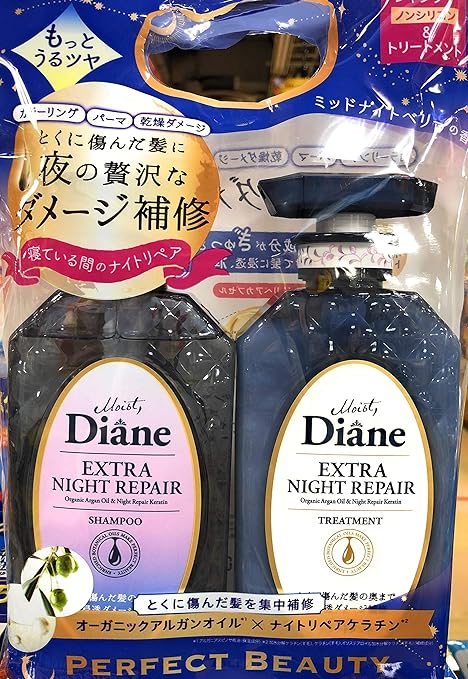 もっと
うるツヤ
ノンシリコン
&
トリートメント
ミッドナイトベリーの香
カラーリング パーマ 乾燥ダメージ
とくに傷んだ髪に
夜の贅沢な
ダメージ補修
寝ている間のナイトリペア
Moist,
Diane
EXTRA
NIGHT REPAIR
Organic Argan Oil & Night Repair Keratin
SHAMPOO
Moist,
Diane
EXTRA
NIGHT REPAIR
Organic Argan Oil & Night Repair Keratin
TREATMENT
とくに傷んだ髪を集中補修
オーガニックアルガンオイル*1 × ナイトリペアケラチン*2
PERFECT BEAUTY